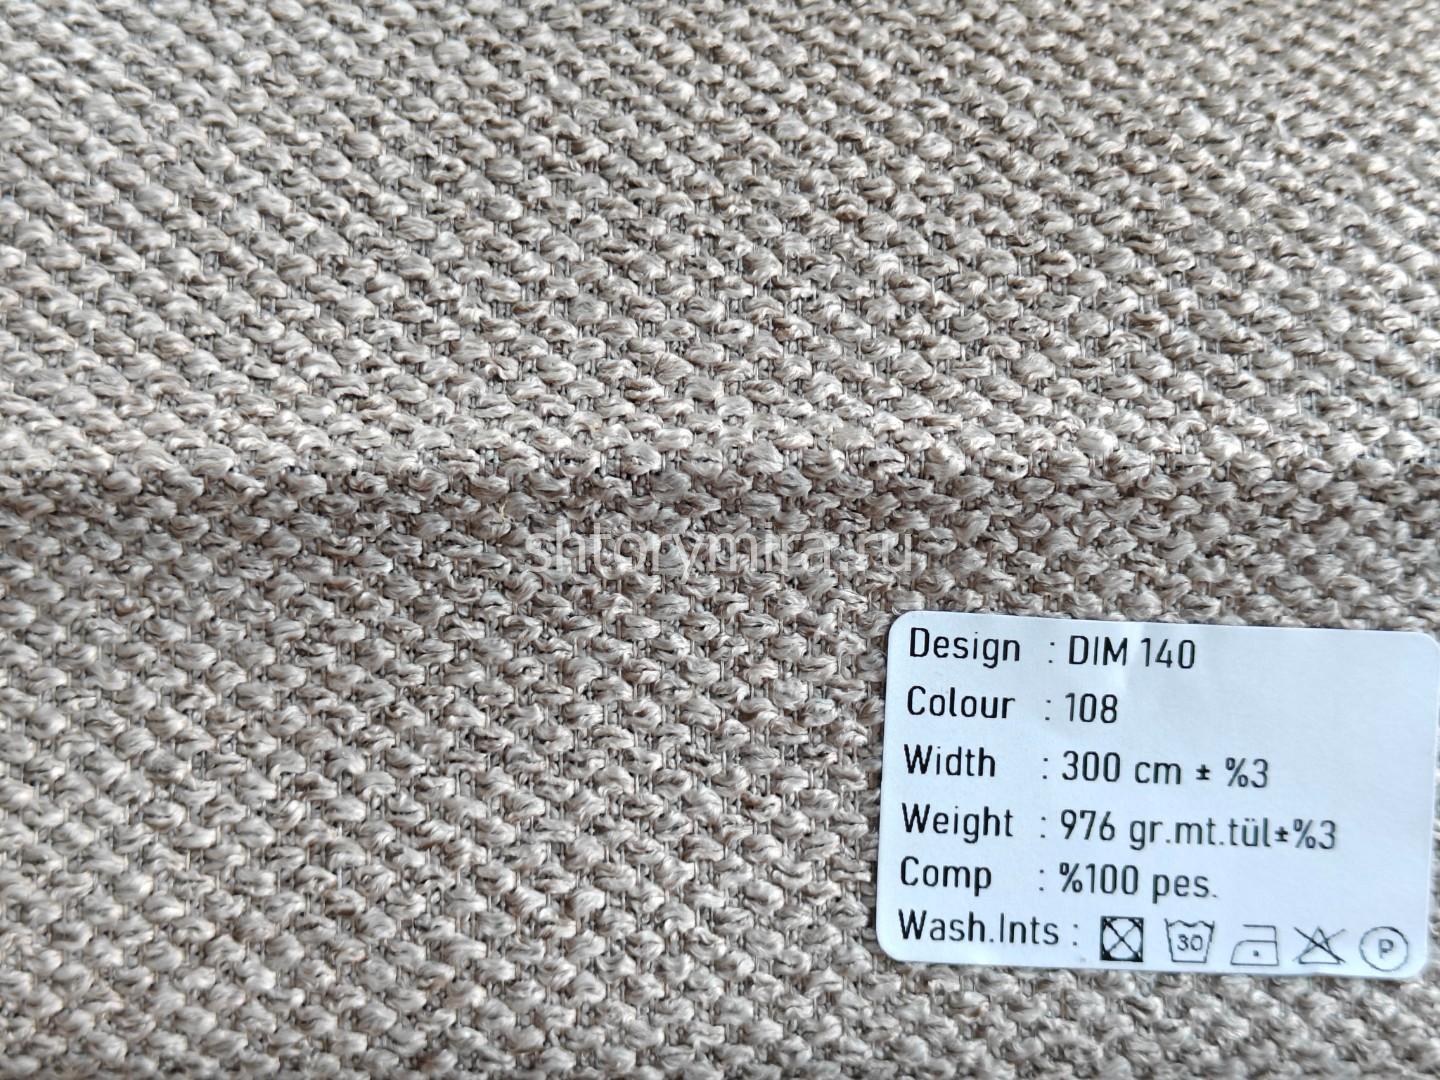 shtorymira.ru
Design : DIM 140
Colour : 108
Width : 300 cm ± %3
Weight : 976 gr.mt.tül±%3
Comp : %100 pes.
Wash.Ints : 30 P